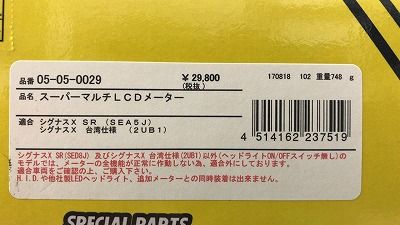 品番 05-05-0029 ¥29,800 (税抜) 170818 102 重量748 g
品名 スーパーマルチLCDメーター
適合 シグナスX SR (SEA5J)
シグナスX 台湾仕様 (2UB1)
4 514162 237519
シグナスX SR(SED8J) 及びシグナスX 台湾仕様(2UB1)以外(ヘッドライトON/OFFスイッチ無し)の
モデルでは、メーターの全機能が正常に作動しない為、適合外にしております。
適合車両をご確認の上、ご購入下さい。
H.I.D.や他社製LEDヘッドライト、追加メーターとの同時装着は出来ません。
SPECIAL PARTS